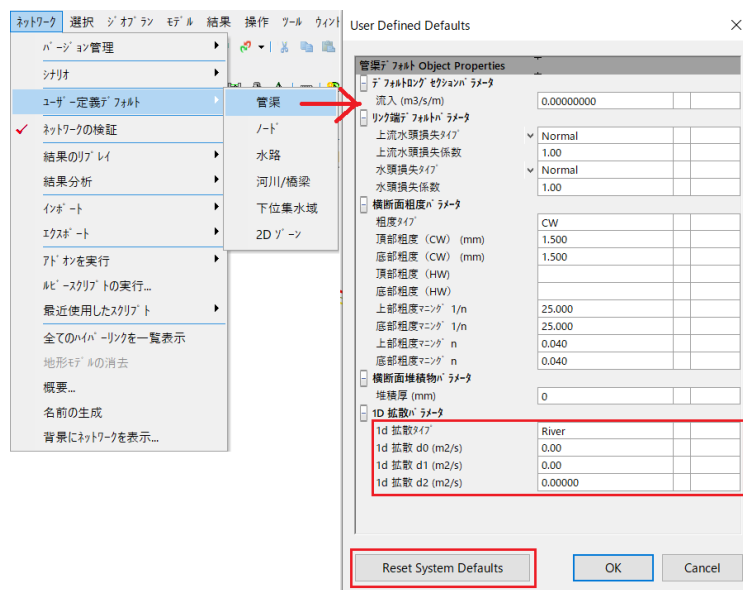 ネットワーク 選択 ジオプラン モデル 結果 操作 ツール ウィント
バージョン管理
シナリオ
ユーザー定義デフォルト
ネットワークの検証
結果のリプレイ
結果分析
インポート
エクスポート
アドオンを実行
ルビースクリプトの実行...
最近使用したスクリプト
全てのハイパーリンクを一覧表示
地形モデルの消去
概要...
名前の生成
背景にネットワークを表示...
管渠
ノード
水路
河川/橋梁
下位集水域
2D ゾーン
User Defined Defaults
管渠デフォルト Object Properties
デフォルトロングセクションパラメータ
流入 (m3/s/m) 0.00000000
リンク端デフォルトパラメータ
上流水頭損失タイプ Normal
上流水頭損失係数 1.00
水頭損失タイプ Normal
水頭損失係数 1.00
横断面粗度パラメータ
粗度タイプ CW
頂部粗度（CW） (mm) 1.500
底部粗度（CW） (mm) 1.500
頂部粗度（HW）
底部粗度（HW）
上部粗度マニング 1/n 25.000
底部粗度マニング 1/n 25.000
上部粗度マニング n 0.040
底部粗度マニング n 0.040
横断面堆積物パラメータ
堆積厚 (mm) 0
1D 拡散パラメータ
1d 拡散タイプ River
1d 拡散 d0 (m2/s) 0.00
1d 拡散 d1 (m2/s) 0.00
1d 拡散 d2 (m2/s) 0.00000
Reset System Defaults OK Cancel